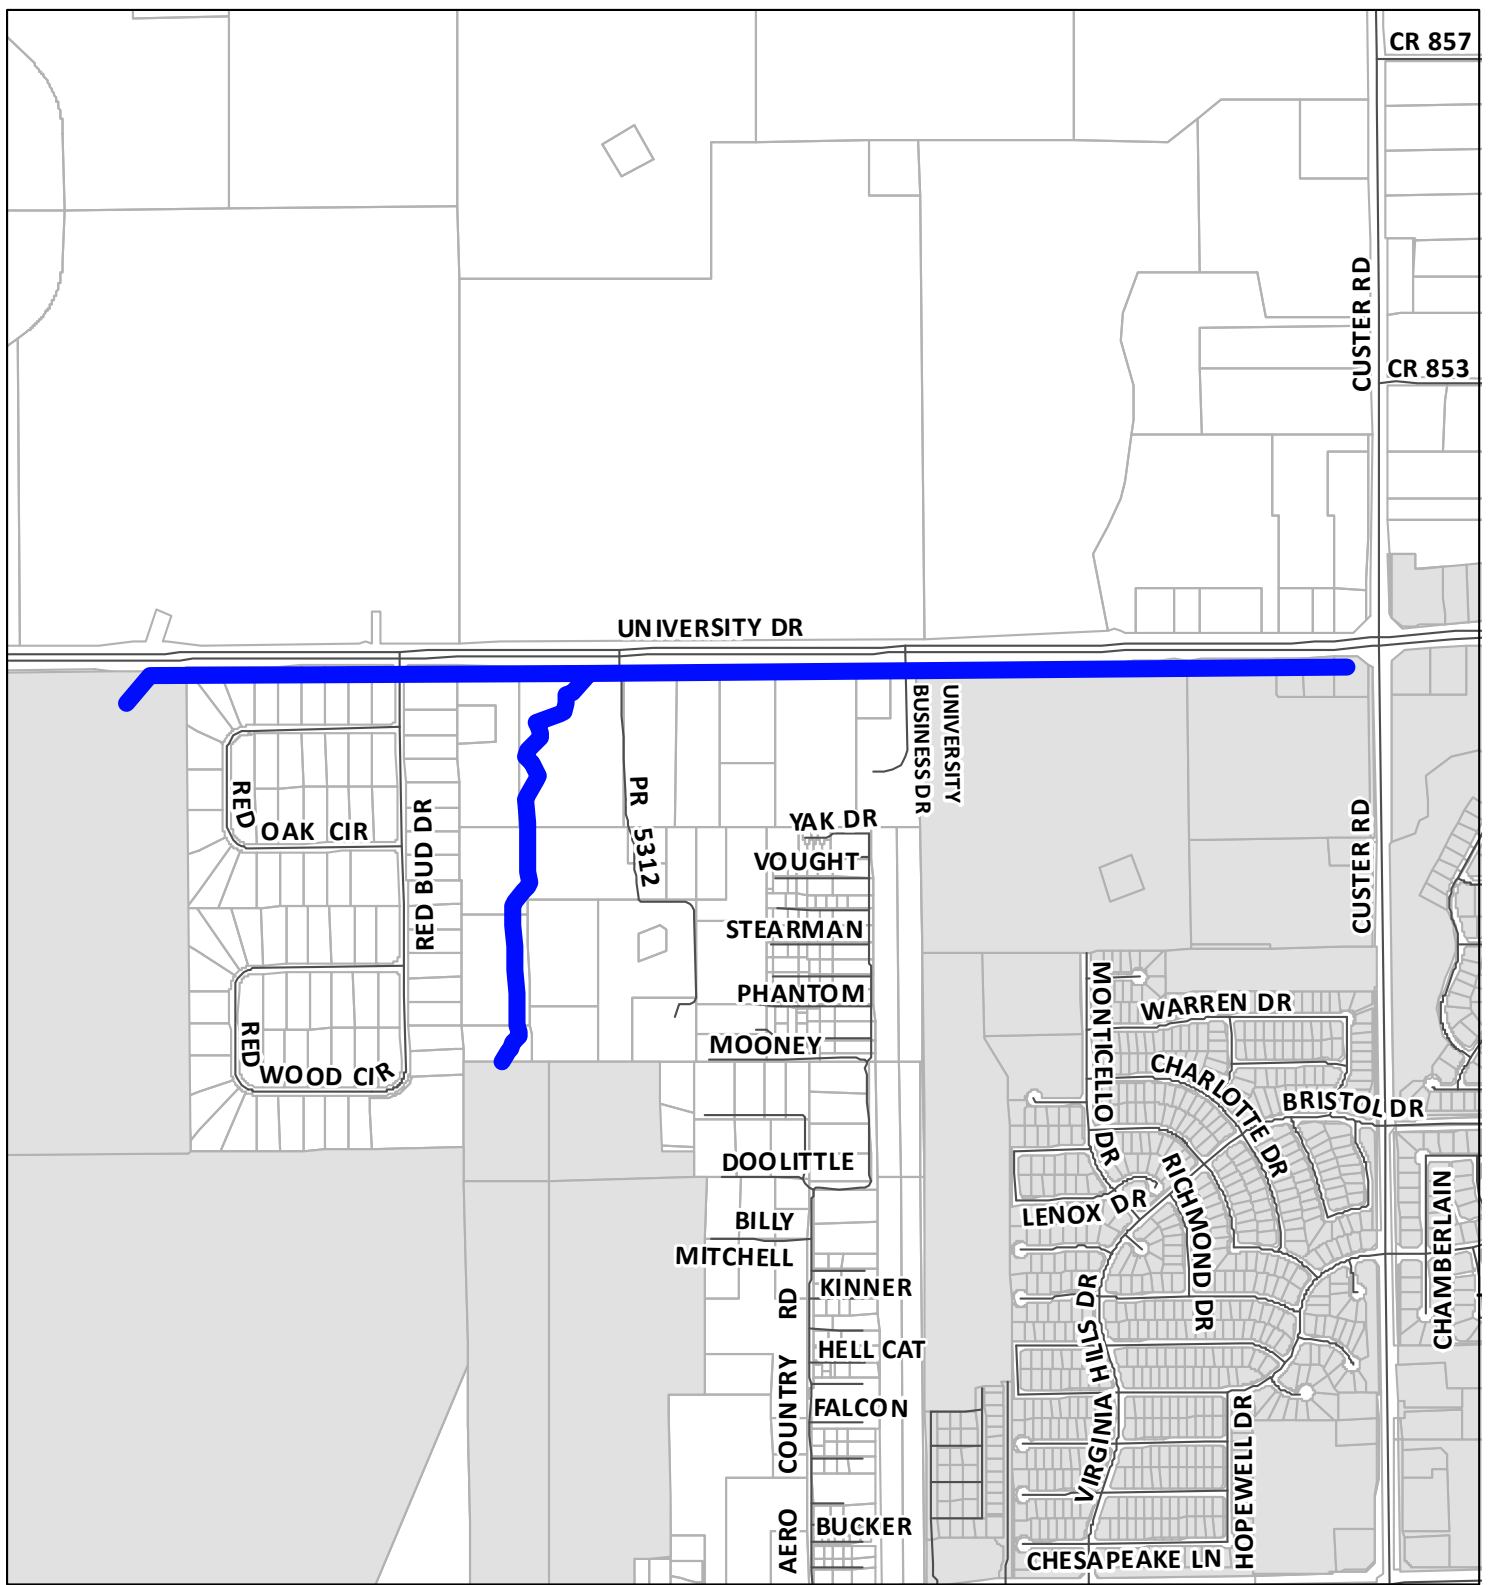 CR 857
CUSTER RD
CR 853
UNIVERSITY DR
UNIVERSITY
BUSINESS DR
PR 5312
RED
OAK CIR
RED BUD DR
YAK DR
VOUGHT
STEARMAN
PHANTOM
MOONEY
CUSTER RD
RED
WOOD CIR
MONTICELLO DR
WARREN DR
CHARLOTTE DR
BRISTOL DR
DOOLITTLE
LENOX DR
RICHMOND DR
CHAMBERLAIN
BILLY
MITCHELL
KINNER
HELL CAT
FALCON
BUCKER
AERO COUNTRY RD
VIRGINIA HILLS DR
HOPEWELL DR
CHESAPEAKE LN